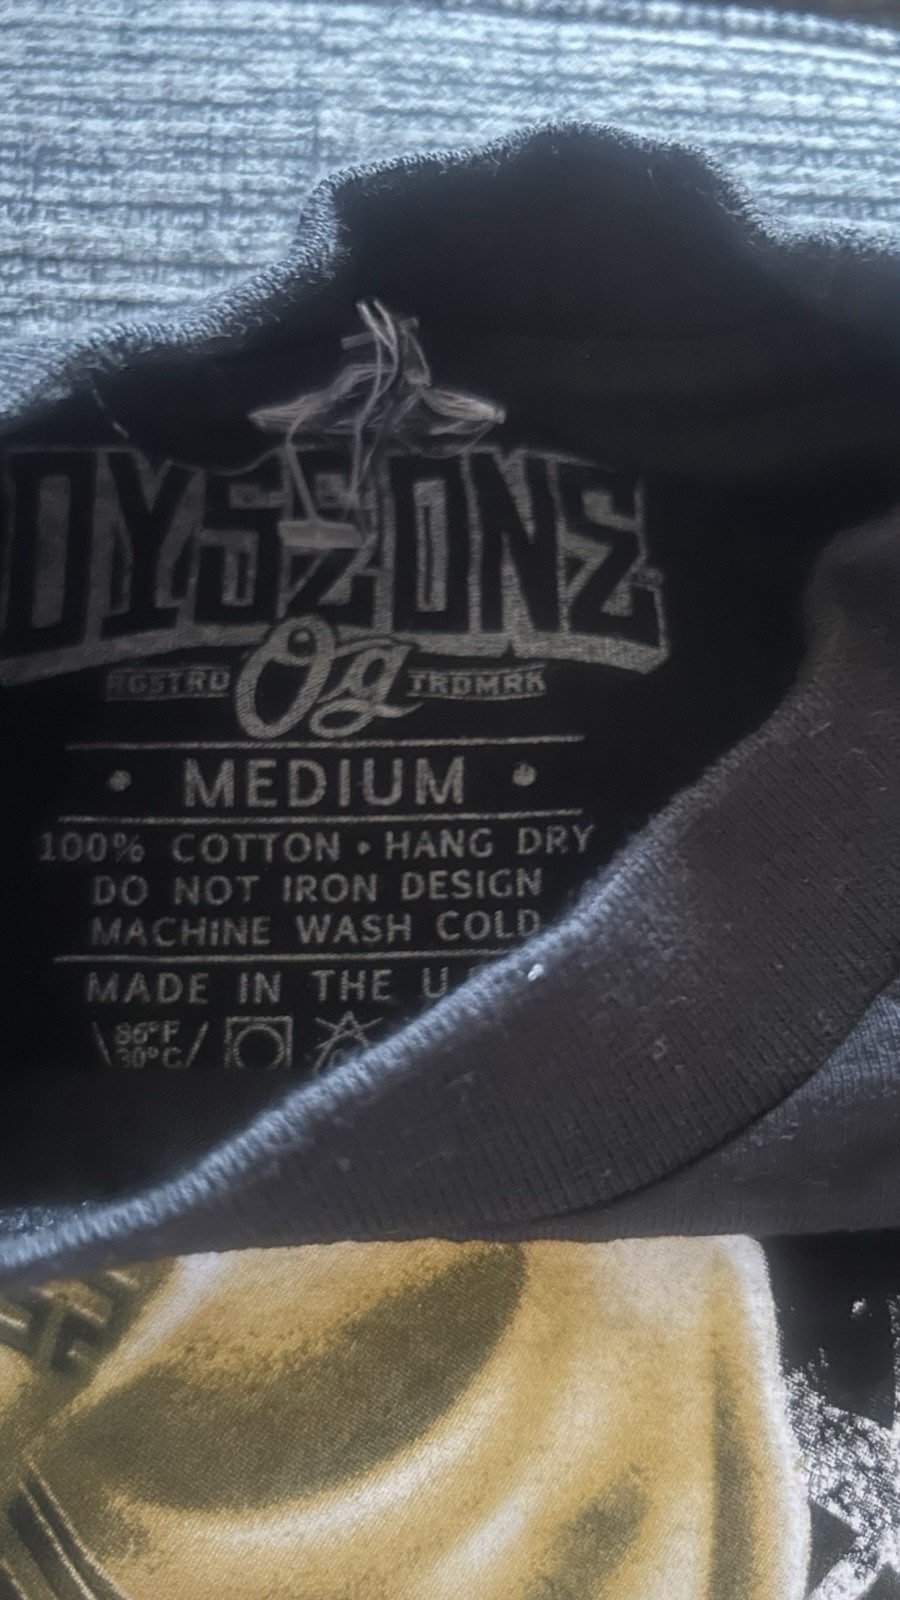 DYSEONE
RGSTRD Og TRDMRK
• MEDIUM •
100% COTTON • HANG DRY
DO NOT IRON DESIGN
MACHINE WASH COLD
MADE IN THE U
86°F
30°C